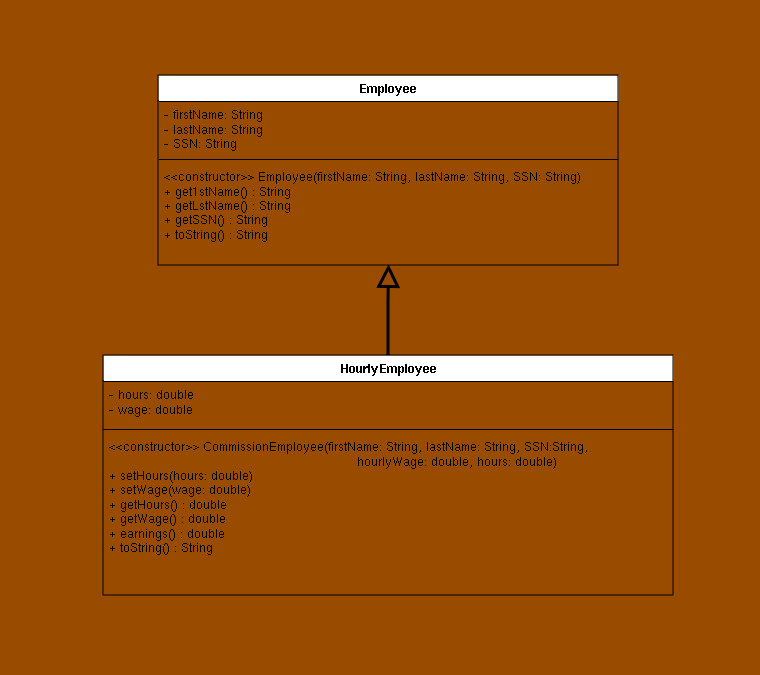 Employee
- firstName: String
- lastName: String
- SSN: String
<<constructor>> Employee(firstName: String, lastName: String, SSN: String)
+ get1stName() : String
+ getLstName() : String
+ getSSN() : String
+ toString() : String
HourlyEmployee
- hours: double
- wage: double
<<constructor>> CommissionEmployee(firstName: String, lastName: String, SSN:String,
hourlyWage: double, hours: double)
+ setHours(hours: double)
+ setWage(wage: double)
+ getHours() : double
+ getWage() : double
+ earnings() : double
+ toString() : String